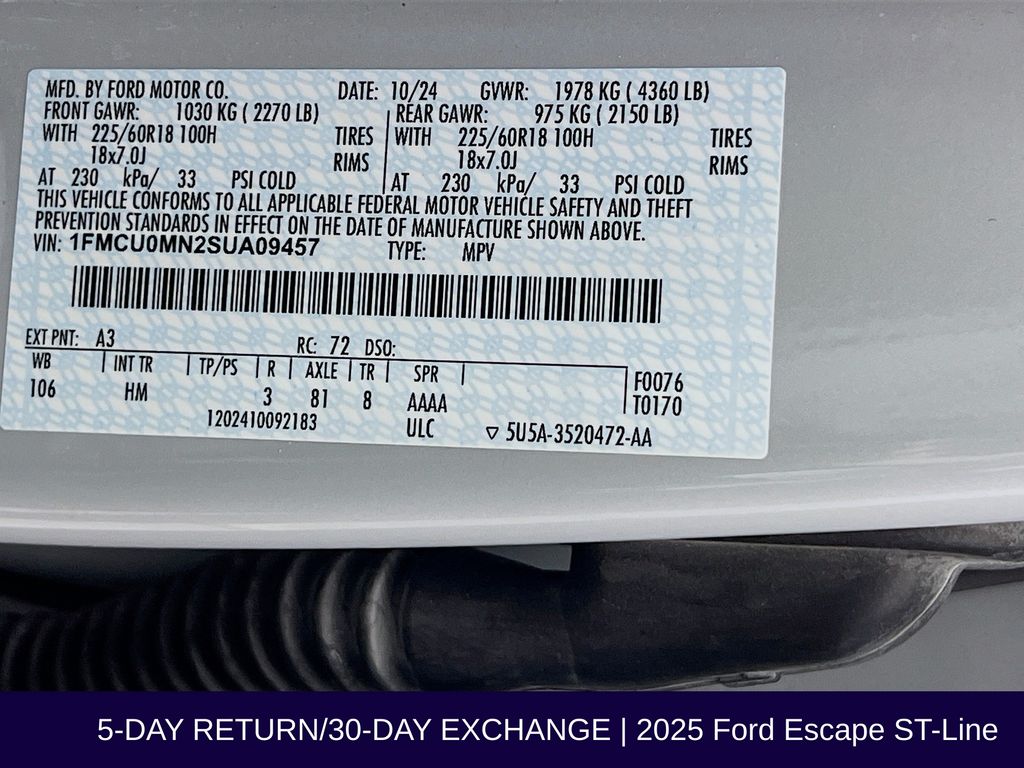 MFD. BY FORD MOTOR CO. DATE: 10/24 GVWR: 1978 KG ( 4360 LB)
FRONT GAWR: 1030 KG ( 2270 LB) REAR GAWR: 975 KG ( 2150 LB)
WITH 225/60R18 100H TIRES WITH 225/60R18 100H TIRES
18x7.0J RIMS 18x7.0J RIMS
AT 230 kPa/ 33 PSI COLD AT 230 kPa/ 33 PSI COLD
THIS VEHICLE CONFORMS TO ALL APPLICABLE FEDERAL MOTOR VEHICLE SAFETY AND THEFT
PREVENTION STANDARDS IN EFFECT ON THE DATE OF MANUFACTURE SHOWN ABOVE.
VIN: 1FMCU0MN2SUA09457 TYPE: MPV
EXT PNT: A3 RC: 72 DSO:
WB INT TR TP/PS R AXLE TR SPR F0076
106 HM 3 81 8 AAAA T0170
1202410092183 ULC ▽ 5U5A-3520472-AA
5-DAY RETURN/30-DAY EXCHANGE | 2025 Ford Escape ST-Line